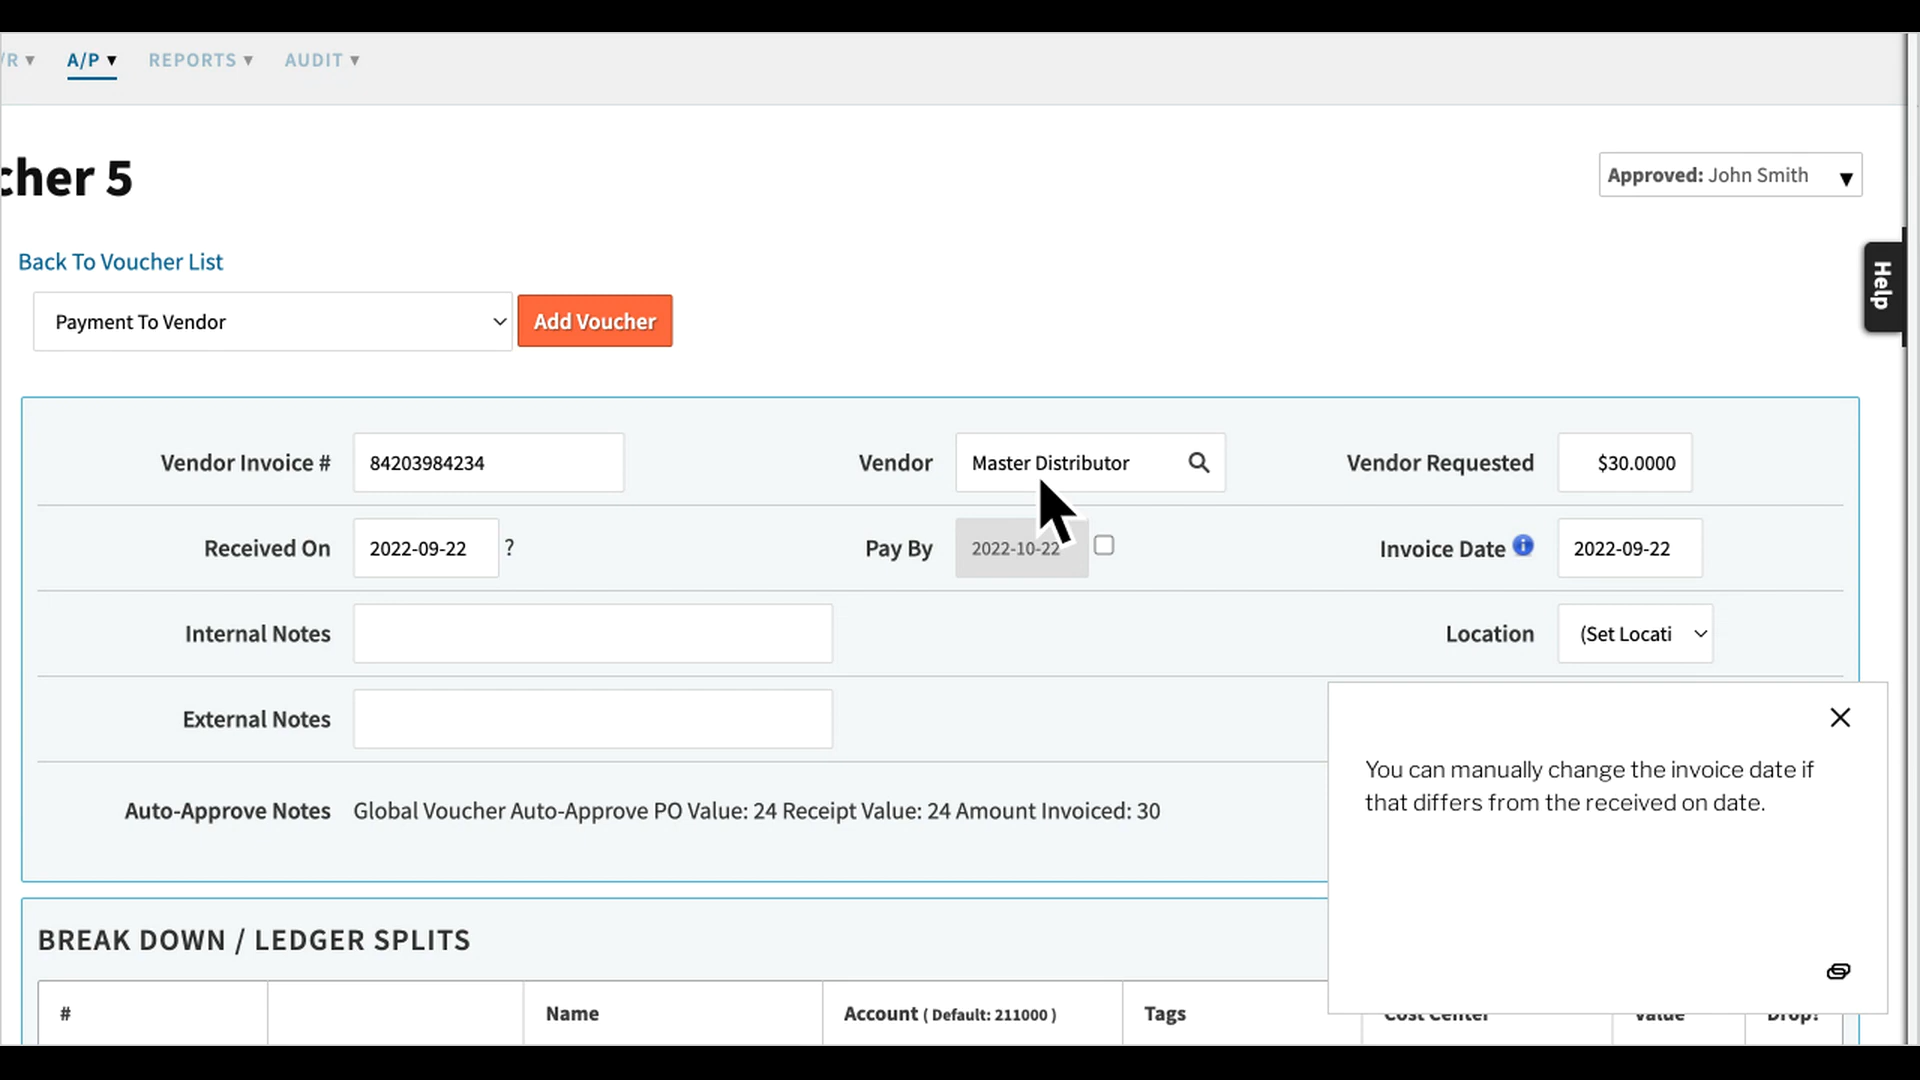 /R ▼ A/P ▼ REPORTS ▼ AUDIT ▼
cher 5
Approved: John Smith ▼
Back To Voucher List
Help
Payment To Vendor Add Voucher
Vendor Invoice # 84203984234 Vendor Master Distributor Vendor Requested $30.0000
Received On 2022-09-22 ? Pay By 2022-10-22 Invoice Date 2022-09-22
Internal Notes Location (Set Locati
External Notes
You can manually change the invoice date if
that differs from the received on date.
Auto-Approve Notes Global Voucher Auto-Approve PO Value: 24 Receipt Value: 24 Amount Invoiced: 30
BREAK DOWN / LEDGER SPLITS
# Name Account ( Default: 211000 ) Tags Cost Center Value Drop?